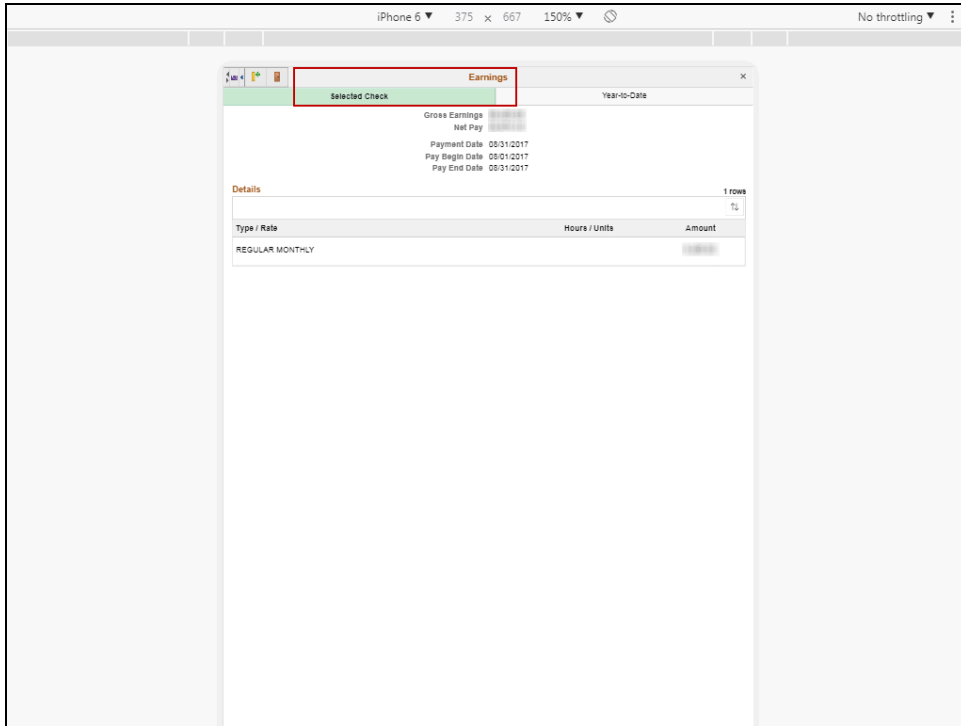 iPhone 6 ▼ 375 x 667 150% ▼ No throttling ▼
Earnings ×
Selected Check Year-to-Date
Gross Earnings
Net Pay
Payment Date 08/31/2017
Pay Begin Date 08/01/2017
Pay End Date 08/31/2017
Details 1 rows
Type / Rate Hours / Units Amount
REGULAR MONTHLY